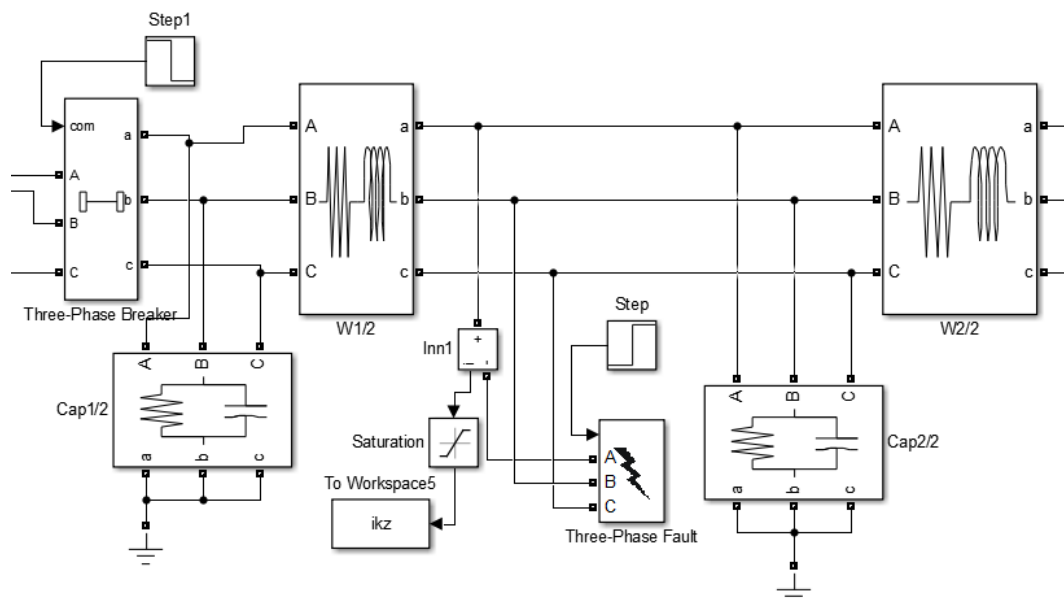 Step1
com
a
A
b
B
c
C
Three-Phase Breaker
A
a
B
b
C
c
W1/2
A
a
B
b
C
c
W2/2
A
B
C
Cap1/2
a
b
c
Inn1
+
i
-
Saturation
To Workspace5
ikz
Step
A
B
C
Three-Phase Fault
A
B
C
Cap2/2
a
b
c